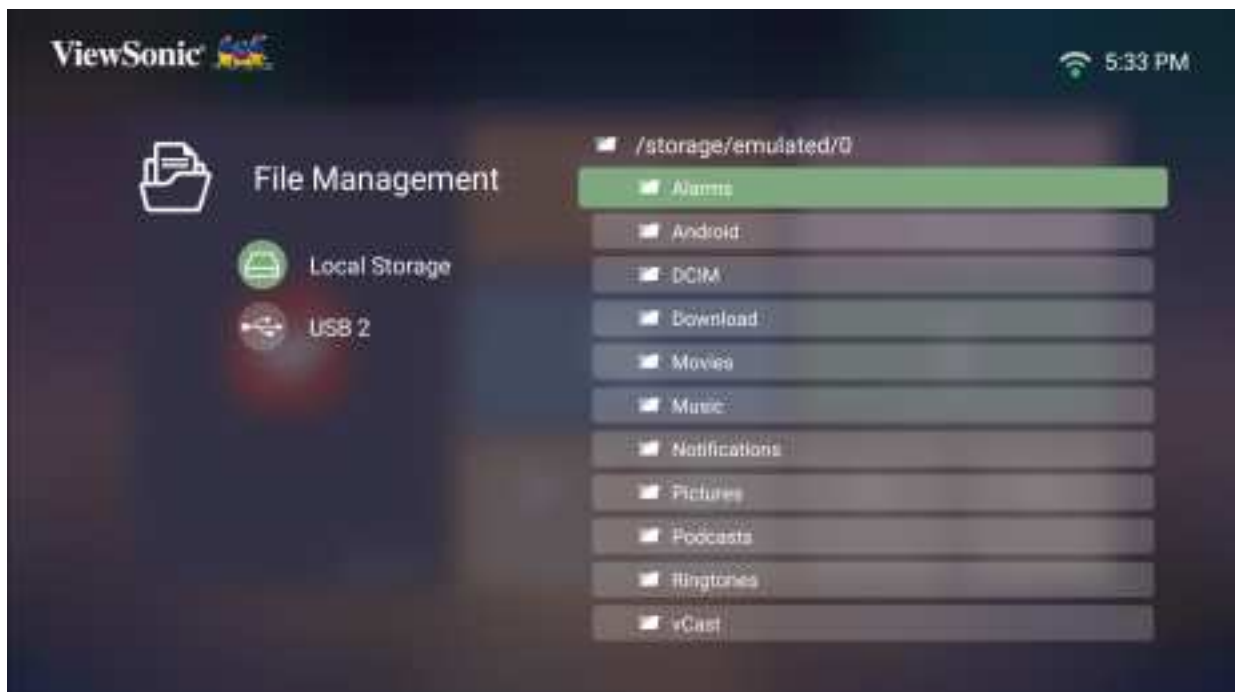 ViewSonic
5:33 PM
File Management
Local Storage
USB 2
/storage/emulated/0
Alarms
Android
DCIM
Download
Movies
Music
Notifications
Pictures
Podcasts
Ringtones
vCast